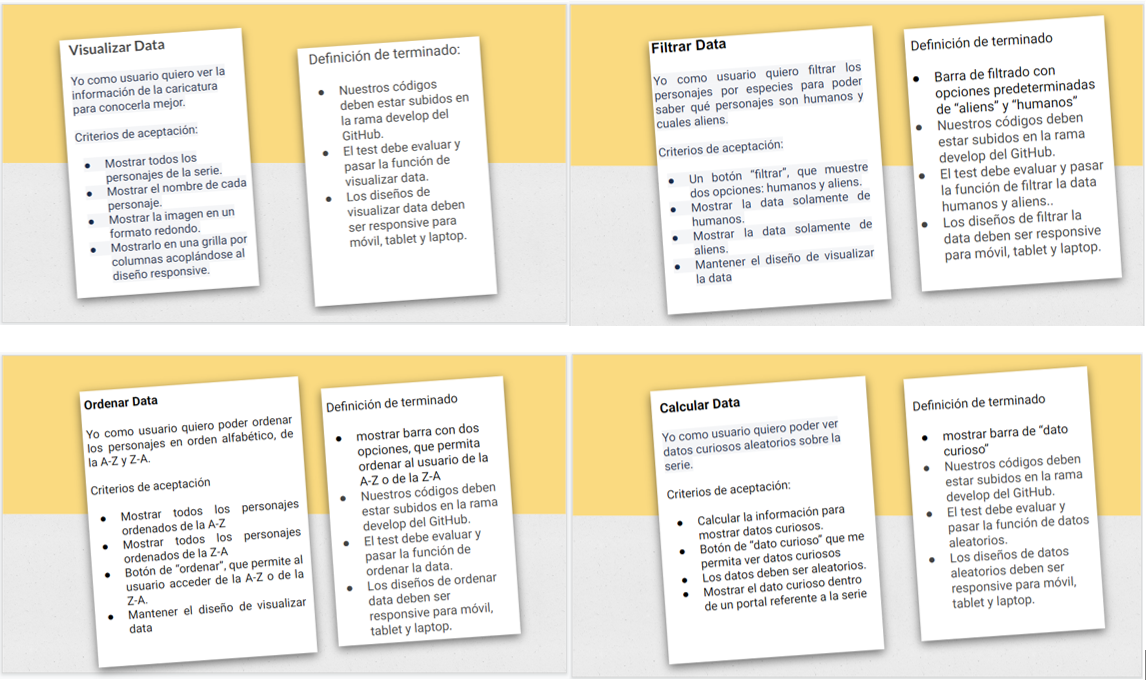 Visualizar Data
Yo como usuario quiero ver la
información de la caricatura
para conocerla mejor.
Criterios de aceptación:
● Mostrar todos los
personajes de la serie.
● Mostrar el nombre de cada
personaje.
● Mostrar la imagen en un
formato redondo.
● Mostrarlo en una grilla por
columnas acoplándose al
diseño responsive.
Definición de terminado:
● Nuestros códigos
deben estar subidos en
la rama develop del
GitHub.
● El test debe evaluar y
pasar la función de
visualizar data.
● Los diseños de
visualizar data deben
ser responsive para
móvil, tablet y laptop.
Filtrar Data
Yo como usuario quiero filtrar los
personajes por especies para poder
saber qué personajes son humanos y
cuales aliens.
Criterios de aceptación:
● Un botón “filtrar”, que muestre
dos opciones: humanos y aliens.
● Mostrar la data solamente de
humanos.
● Mostrar la data solamente de
aliens.
● Mantener el diseño de visualizar
la data
Definición de terminado
● Barra de filtrado con
opciones predeterminadas
de “aliens” y “humanos”
● Nuestros códigos deben
estar subidos en la rama
develop del GitHub.
● El test debe evaluar y pasar
la función de filtrar la data
humanos y aliens..
● Los diseños de filtrar la
data deben ser responsive
para móvil, tablet y laptop.
Ordenar Data
Yo como usuario quiero poder ordenar
los personajes en orden alfabético, de
la A-Z y Z-A.
Criterios de aceptación
● Mostrar todos los personajes
ordenados de la A-Z
● Mostrar todos los personajes
ordenados de la Z-A
● Botón de “ordenar”, que permite al
usuario acceder de la A-Z o de la
Z-A.
● Mantener el diseño de visualizar
data
Definición de terminado
● mostrar barra con dos
opciones, que permita
ordenar al usuario de la
A-Z o de la Z-A
● Nuestros códigos deben
estar subidos en la rama
develop del GitHub.
● El test debe evaluar y
pasar la función de
ordenar la data.
● Los diseños de ordenar
data deben ser
responsive para móvil,
tablet y laptop.
Calcular Data
Yo como usuario quiero poder ver
datos curiosos aleatorios sobre la
serie.
Criterios de aceptación:
● Calcular la información para
mostrar datos curiosos.
● Botón de “dato curioso” que me
permita ver datos curiosos
● Los datos deben ser aleatorios.
● Mostrar el dato curioso dentro
de un portal referente a la serie
Definición de terminado
● mostrar barra de “dato
curioso”
● Nuestros códigos deben
estar subidos en la rama
develop del GitHub.
● El test debe evaluar y
pasar la función de datos
aleatorios.
● Los diseños de datos
aleatorios deben ser
responsive para móvil,
tablet y laptop.